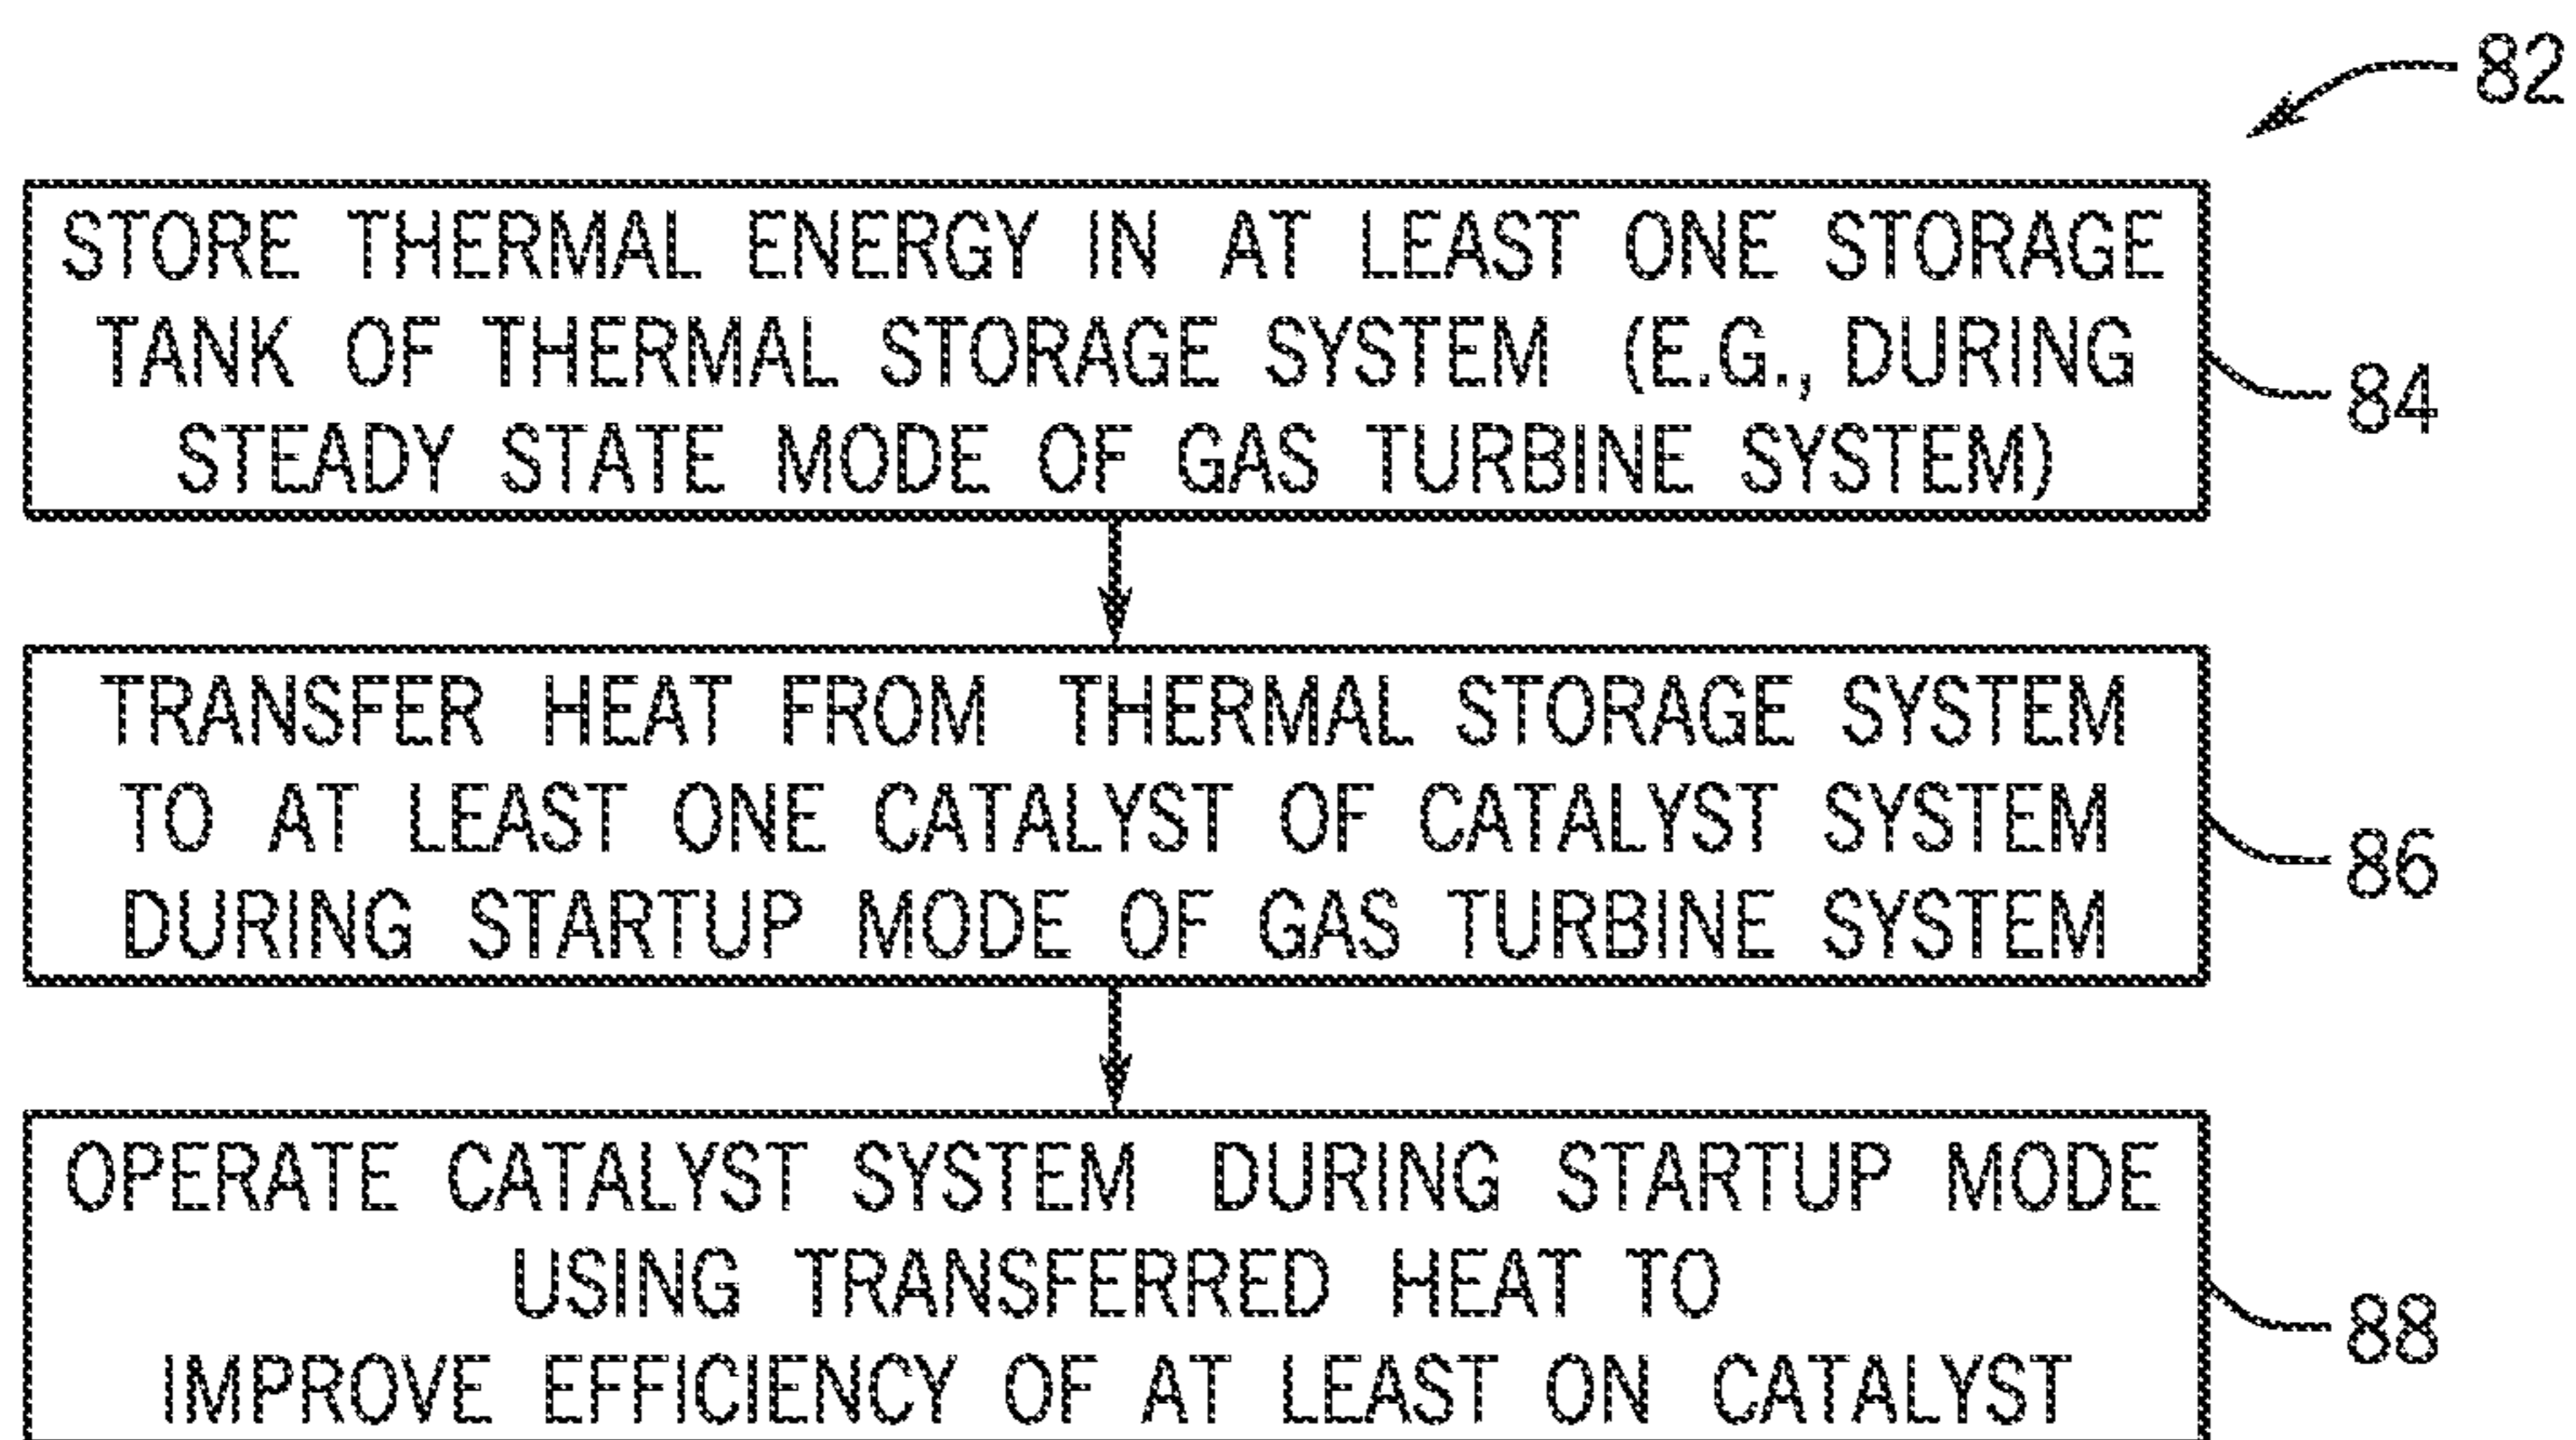 82
STORE THERMAL ENERGY IN AT LEAST ONE STORAGE
TANK OF THERMAL STORAGE SYSTEM (E.G., DURING
STEADY STATE MODE OF GAS TURBINE SYSTEM)
84
TRANSFER HEAT FROM THERMAL STORAGE SYSTEM
TO AT LEAST ONE CATALYST OF CATALYST SYSTEM
DURING STARTUP MODE OF GAS TURBINE SYSTEM
86
OPERATE CATALYST SYSTEM DURING STARTUP MODE
USING TRANSFERRED HEAT TO
IMPROVE EFFICIENCY OF AT LEAST ON CATALYST
88